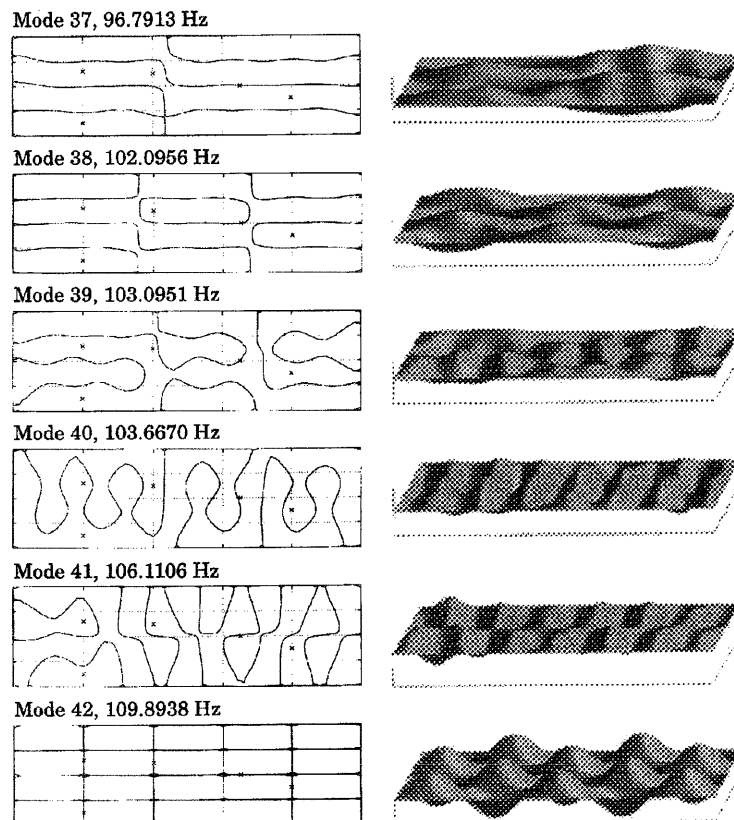 Mode 37, 96.7913 Hz
Mode 38, 102.0956 Hz
Mode 39, 103.0951 Hz
Mode 40, 103.6670 Hz
Mode 41, 106.1106 Hz
Mode 42, 109.8938 Hz